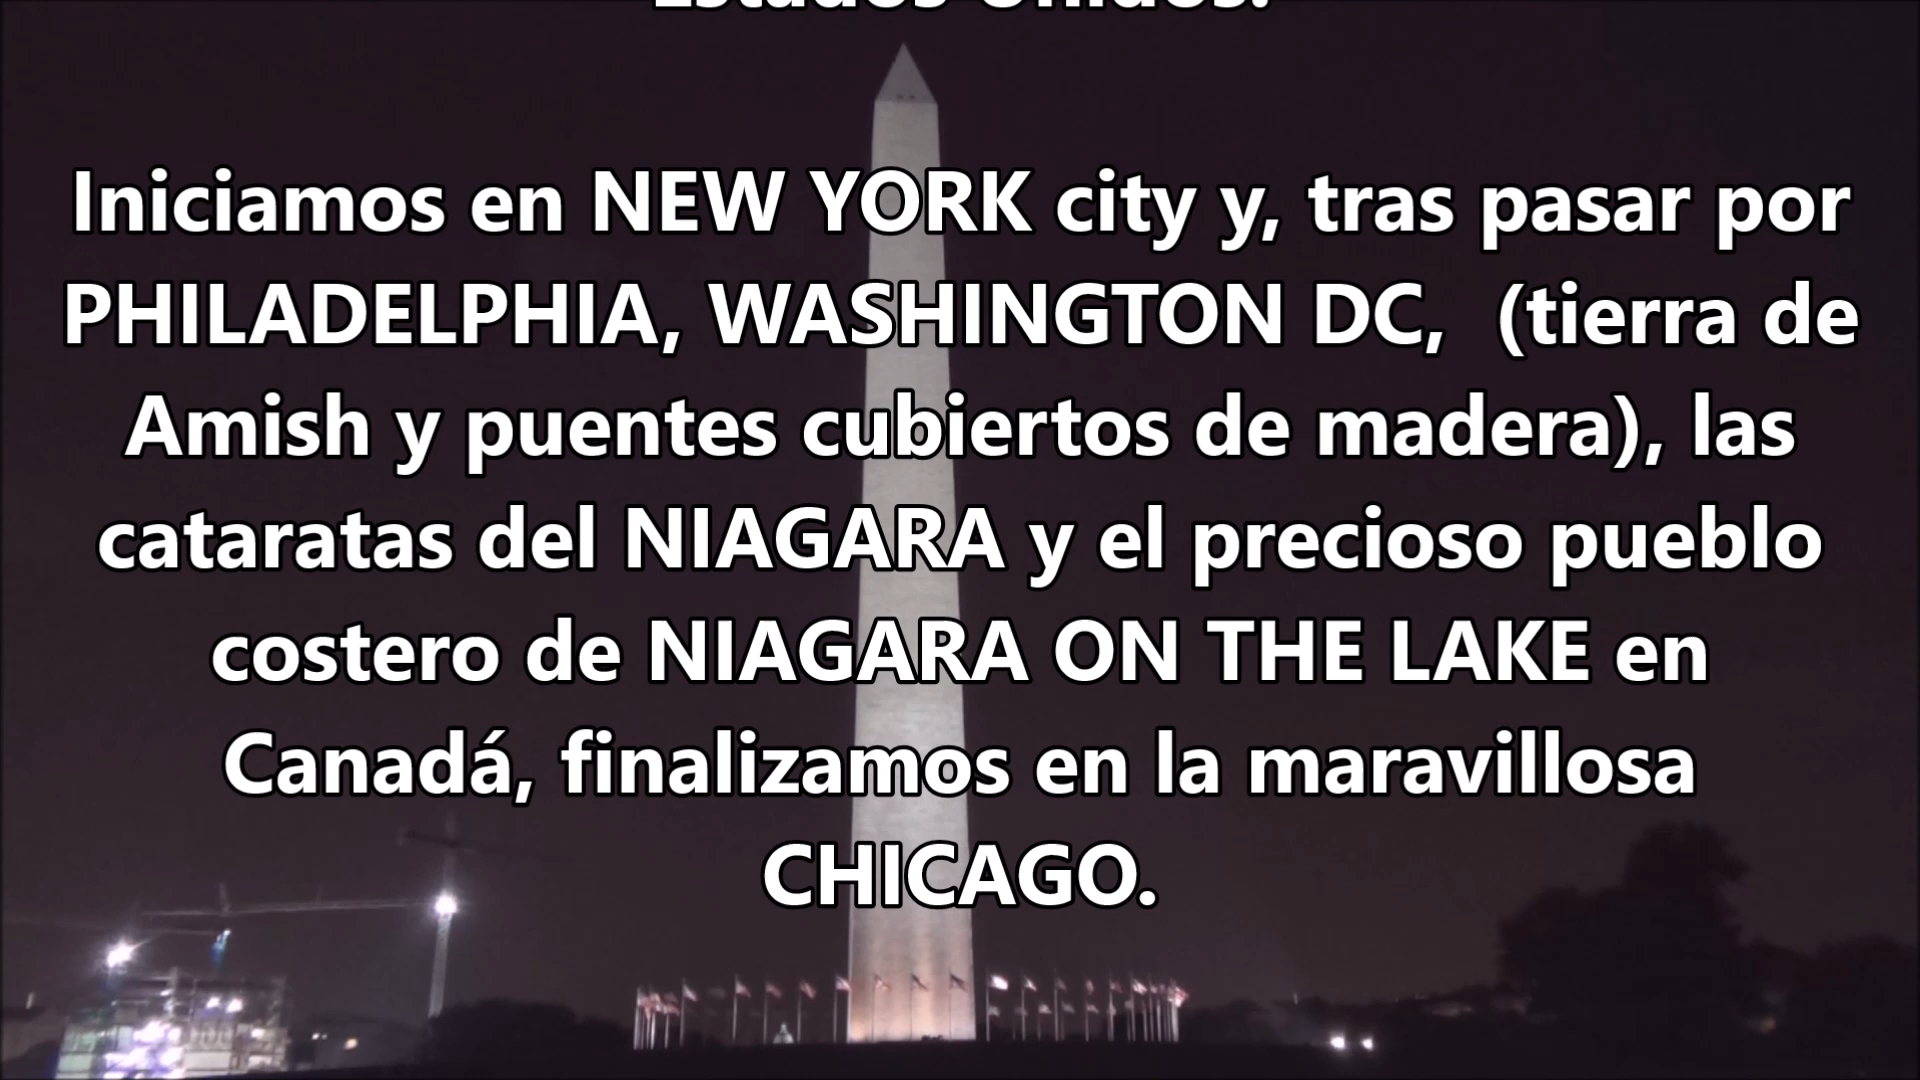 Estados Unidos.
Iniciamos en NEW YORK city y, tras pasar por
PHILADELPHIA, WASHINGTON DC,  (tierra de
Amish y puentes cubiertos de madera), las
cataratas del NIAGARA y el precioso pueblo
costero de NIAGARA ON THE LAKE en
Canadá, finalizamos en la maravillosa
CHICAGO.